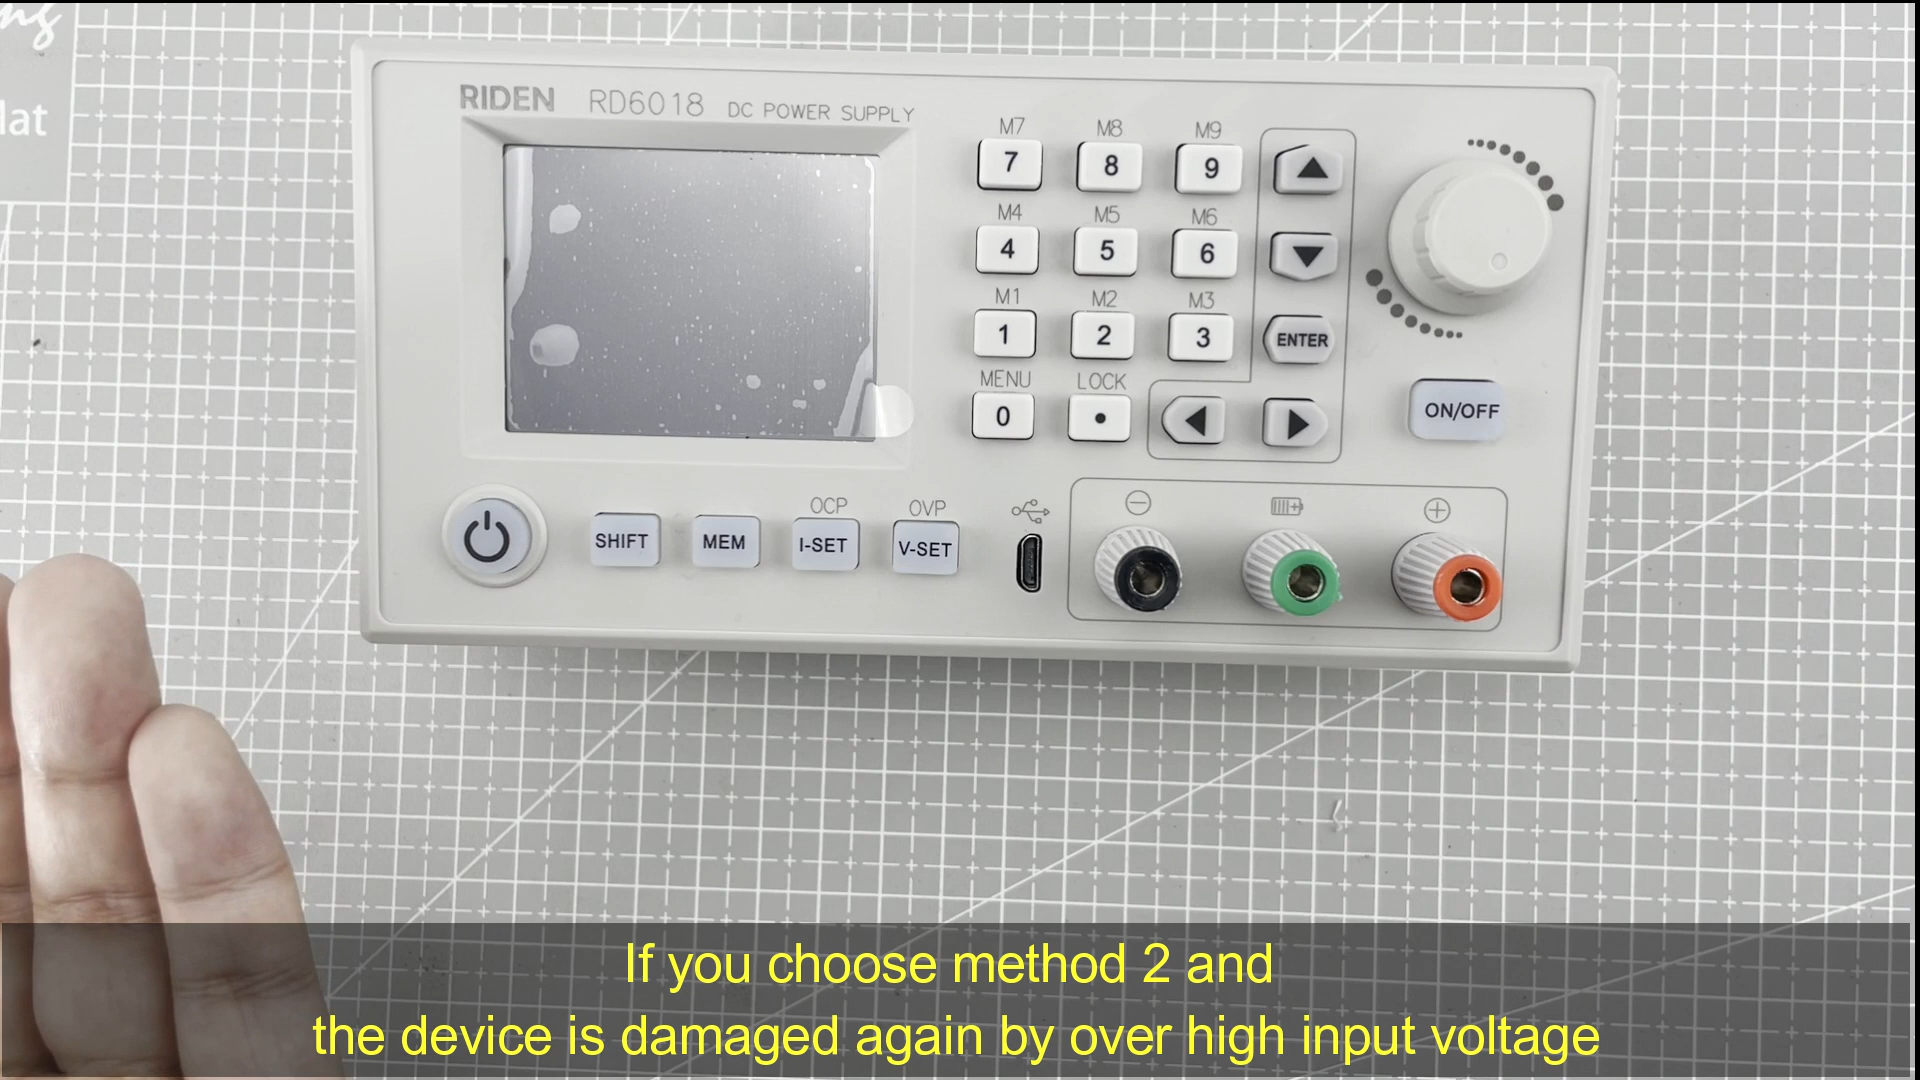 ng
Mat
RIDEN RD6018 DC POWER SUPPLY
M7 M8 M9
7 8 9
M4 M5 M6
4 5 6
M1 M2 M3
1 2 3 ENTER
MENU LOCK
0 •
ON/OFF
OCP OVP
SHIFT MEM I-SET V-SET
If you choose method 2 and
the device is damaged again by over high input voltage